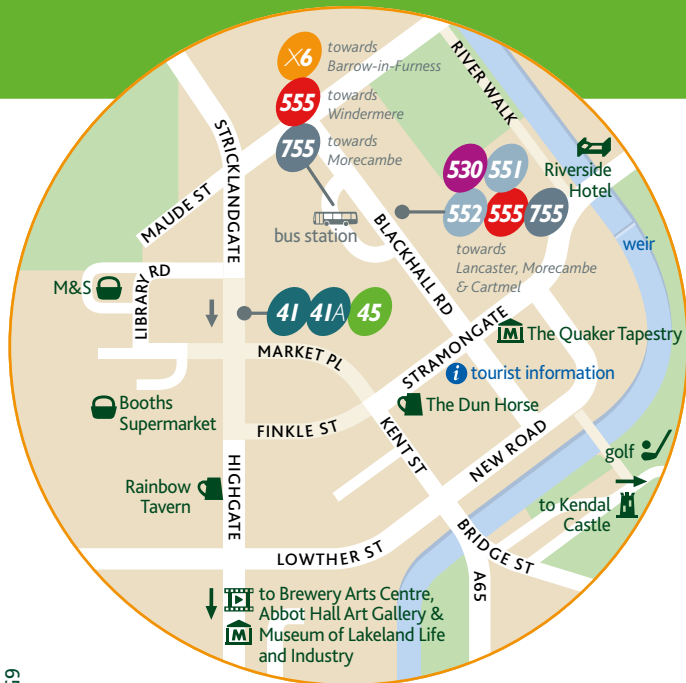 X6 towards
Barrow-in-Furness
555 towards
Windermere
755 towards
Morecambe
bus station
RIVER WALK
Riverside
Hotel
530 551
552 555 755
towards
Lancaster, Morecambe
& Cartmel
weir
STRICKLANDGATE
MAUDE ST
BLACKHALL RD
M&S
LIBRARY RD
41 41A 45
MARKET PL
STRAMONGATE
M The Quaker Tapestry
i tourist information
Booths
Supermarket
The Dun Horse
FINKLE ST
KENT ST
NEW ROAD
golf
Rainbow
Tavern
HIGHGATE
to Kendal
Castle
LOWTHER ST
BRIDGE ST
A65
to Brewery Arts Centre,
Abbot Hall Art Gallery &
M Museum of Lakeland Life
and Industry